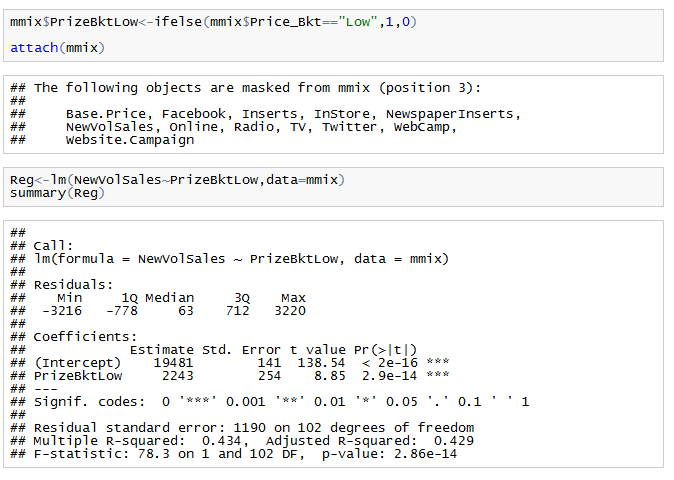 mmix$PrizeBktLow<-ifelse(mmix$Price_Bkt=="Low",1,0)
attach(mmix)
## The following objects are masked from mmix (position 3):
##
##     Base.Price, Facebook, Inserts, InStore, NewspaperInserts,
##     NewVolSales, Online, Radio, TV, Twitter, WebCamp,
##     Website.Campaign
Reg<-lm(NewVolSales~PrizeBktLow,data=mmix)
summary(Reg)
##
## Call:
## lm(formula = NewVolSales ~ PrizeBktLow, data = mmix)
##
## Residuals:
##    Min     1Q Median     3Q    Max
##  -3216   -778     63    712   3220
##
## Coefficients:
##             Estimate Std. Error t value Pr(>|t|)
## (Intercept)    19481        141  138.54  < 2e-16 ***
## PrizeBktLow     2243        254    8.85  2.9e-14 ***
## ---
## Signif. codes:  0 '***' 0.001 '**' 0.01 '*' 0.05 '.' 0.1 ' ' 1
##
## Residual standard error: 1190 on 102 degrees of freedom
## Multiple R-squared:  0.434,  Adjusted R-squared:  0.429
## F-statistic: 78.3 on 1 and 102 DF,  p-value: 2.86e-14